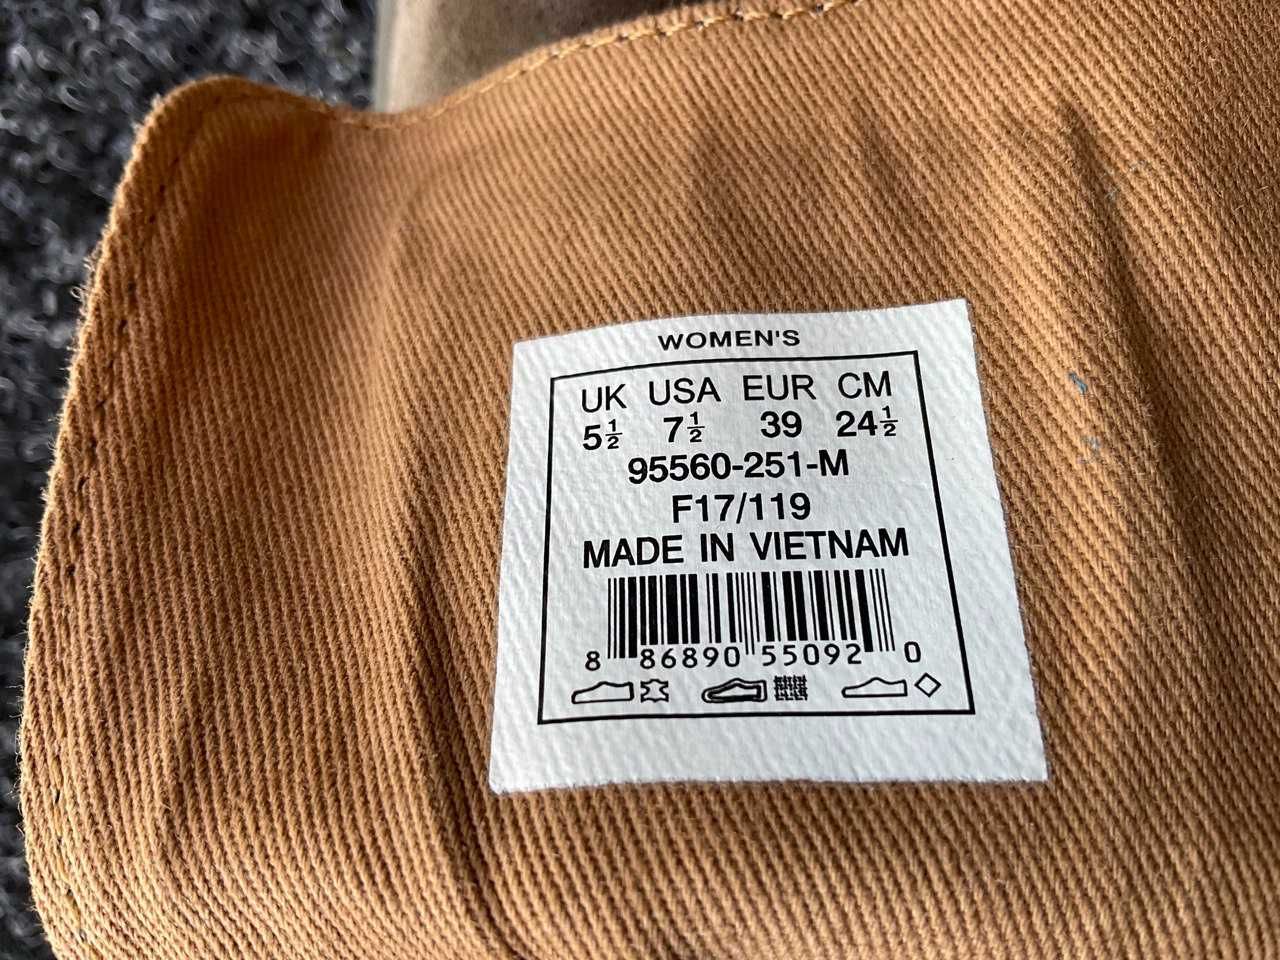 WOMEN'S
UK USA EUR CM
5½ 7½ 39 24½
95560-251-M
F17/119
MADE IN VIETNAM
8 86890 55092 0